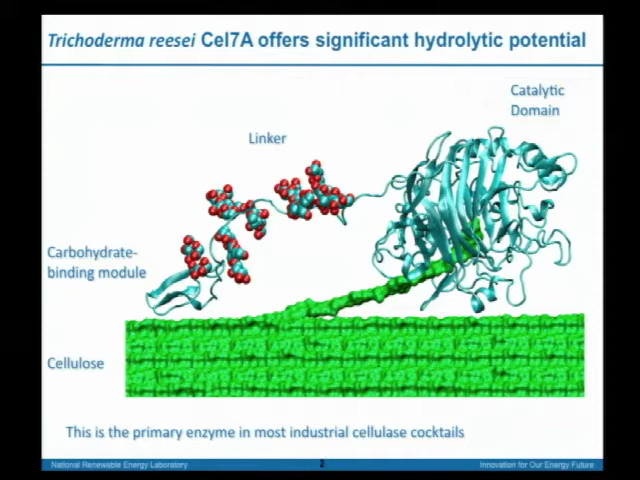 Trichoderma reesei Cel7A offers significant hydrolytic potential
Catalytic
Domain
Linker
Carbohydrate-
binding module
Cellulose
This is the primary enzyme in most industrial cellulase cocktails
National Renewable Energy Laboratory
2
Innovation for Our Energy Future